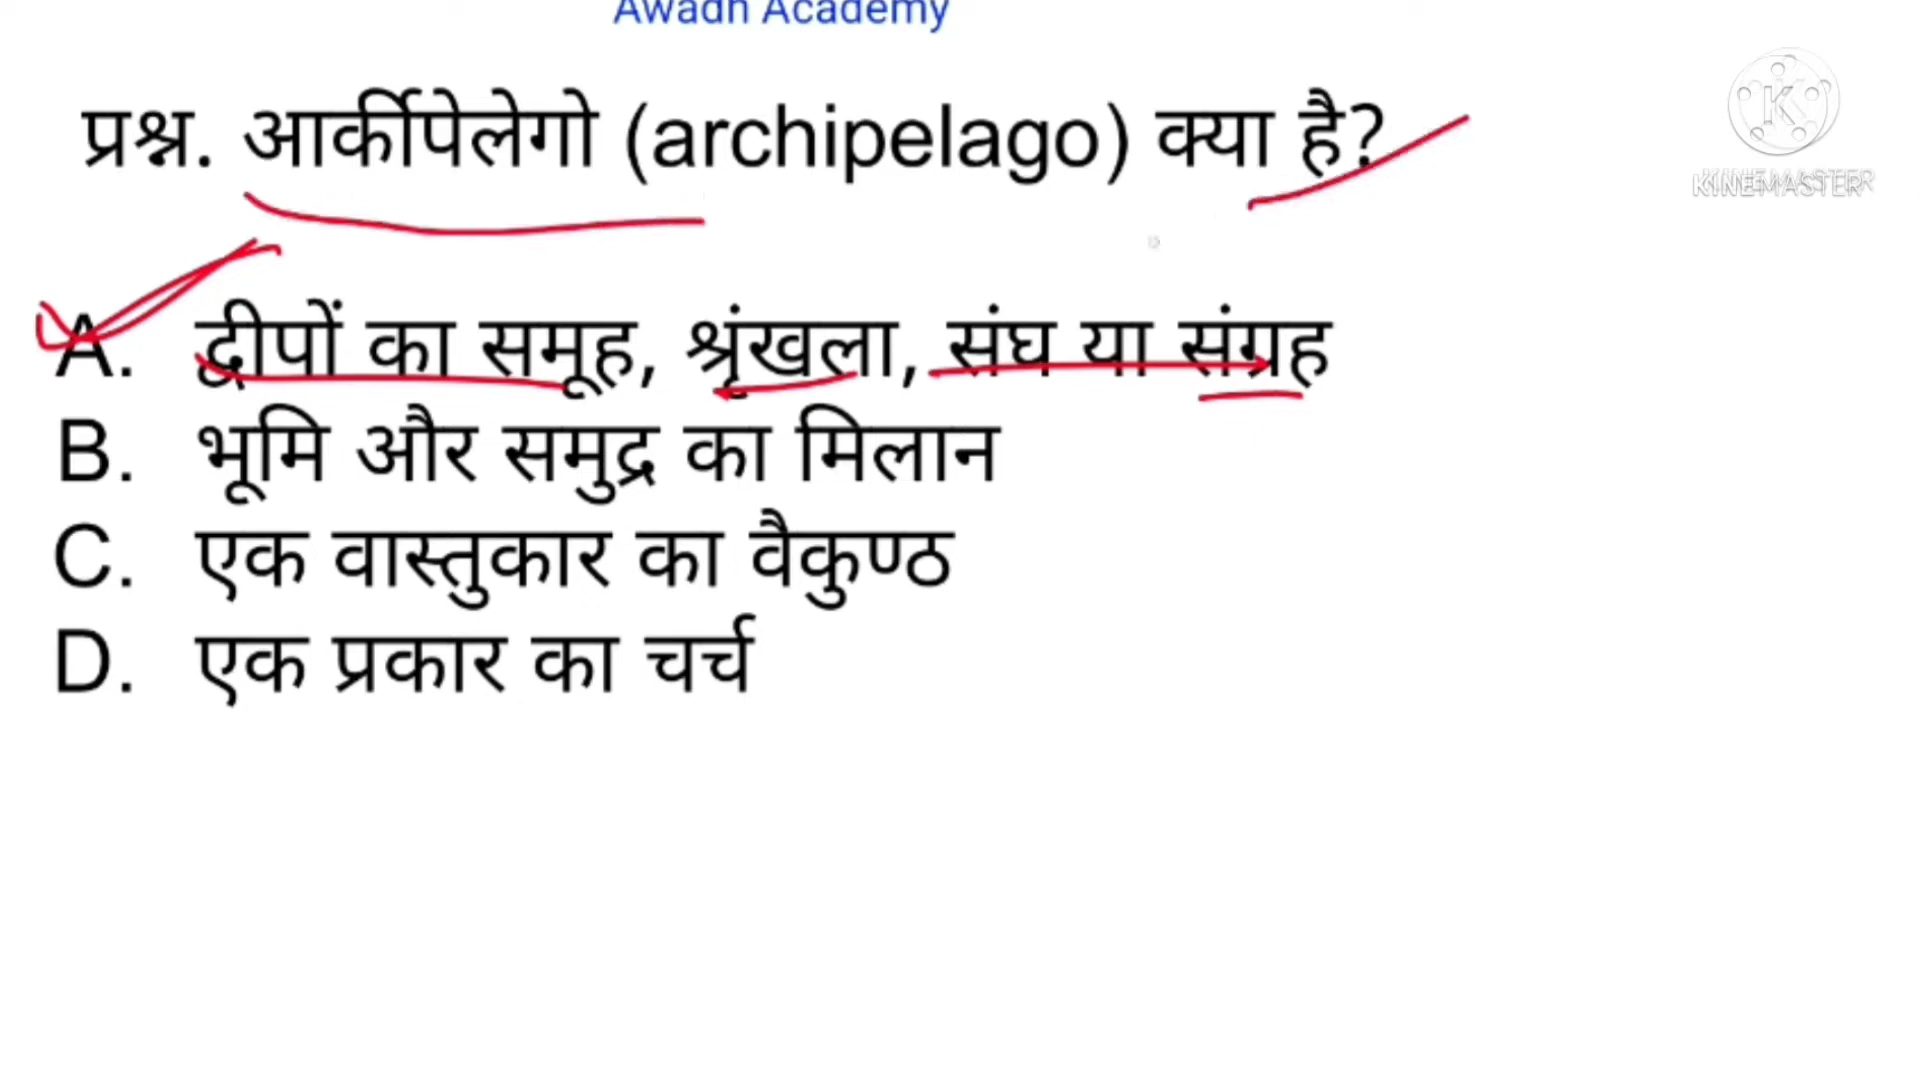 Awadh Academy
प्रश्न. आर्कीपेलेगो (archipelago) क्या है?
KINEMASTER
A. द्वीपों का समूह, श्रृंखला, संघ या संग्रह
B. भूमि और समुद्र का मिलान
C. एक वास्तुकार का वैकुण्ठ
D. एक प्रकार का चर्च